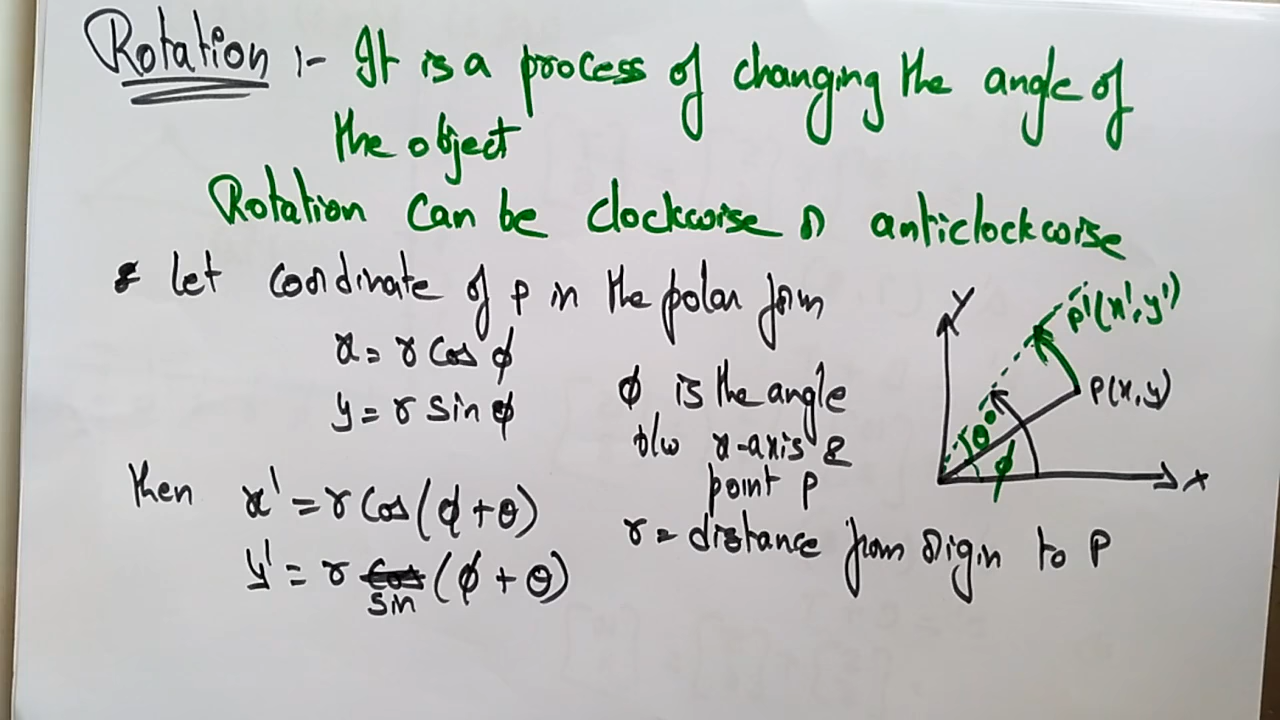 Rotation :- It is a process of changing the angle of
the object
Rotation can be clockwise or anticlockwise
* let coordinate of P in the polar form
x = r cos φ
y = r sin φ
φ is the angle
b/w x-axis &
point P
r = distance from origin to P
then x' = r cos (φ + θ)
y' = r sin (φ + θ)
Y
P'(x', y')
P(x, y)
θ
φ
X